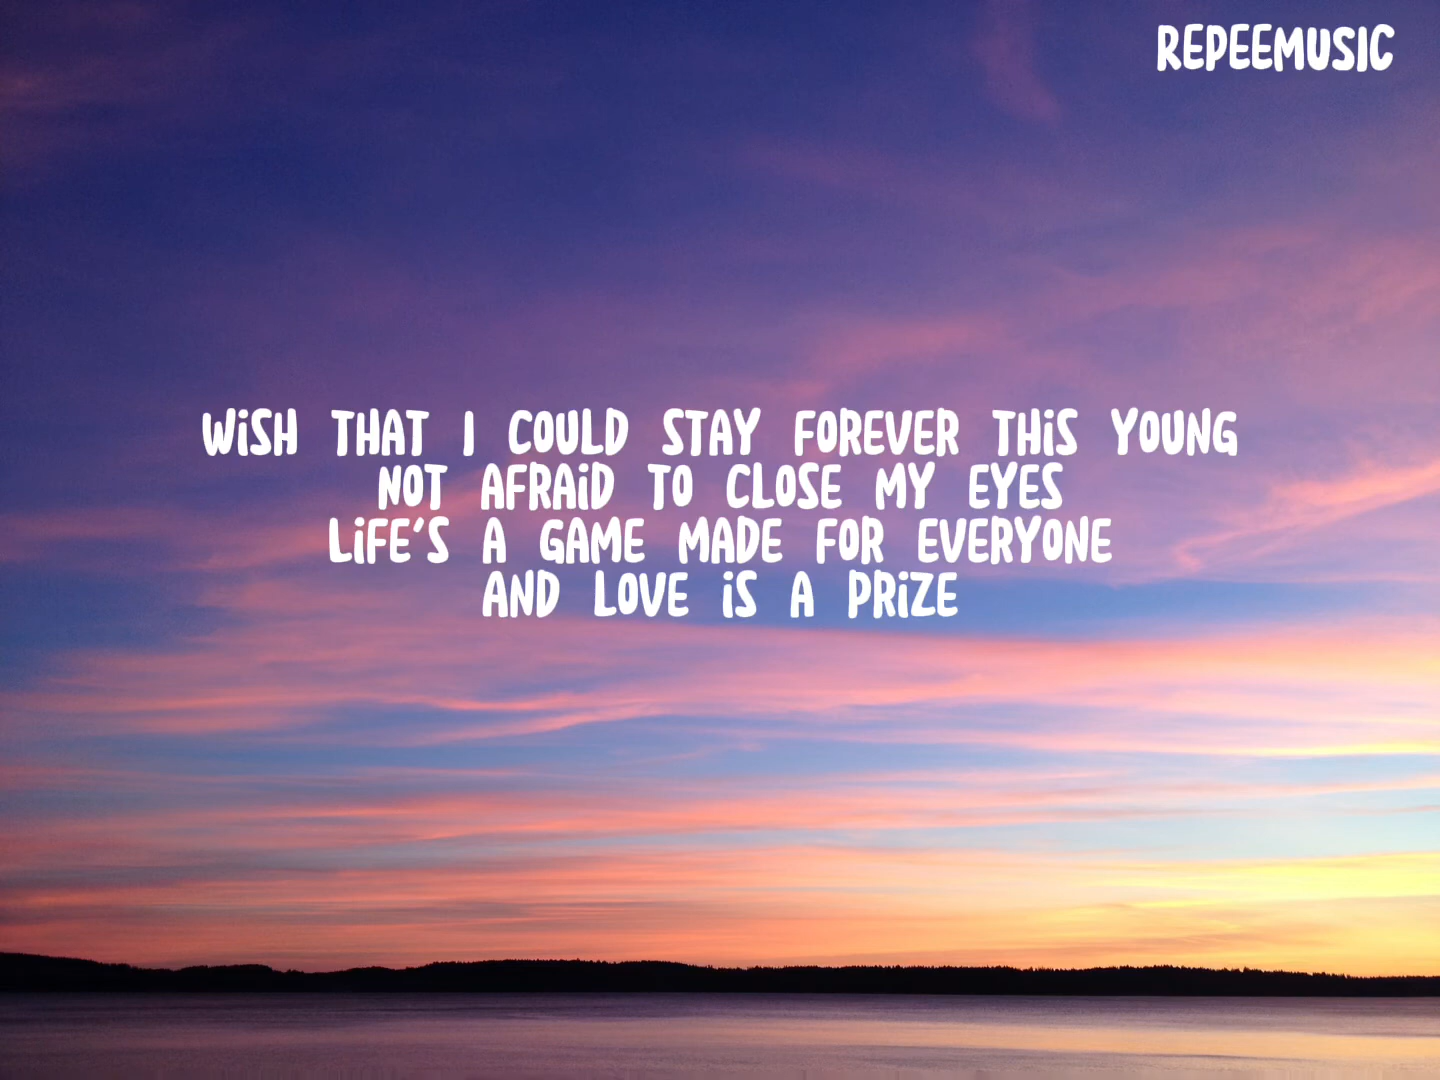 REPEEMUSIC
WiSH THAT I COULD STAY FOREVER THiS YOUNG
NOT AFRAiD TO CLOSE MY EYES
LiFE'S A GAME MADE FOR EVERYONE
AND LOVE iS A PRiZE